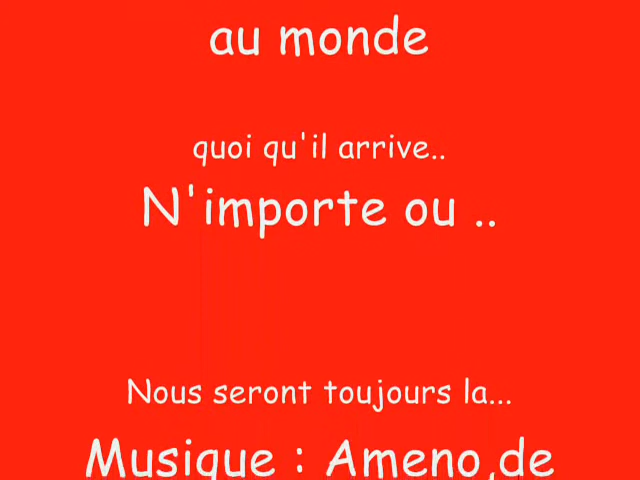 au monde
quoi qu'il arrive..
N'importe ou ..
Nous seront toujours la...
Musique : Ameno,de